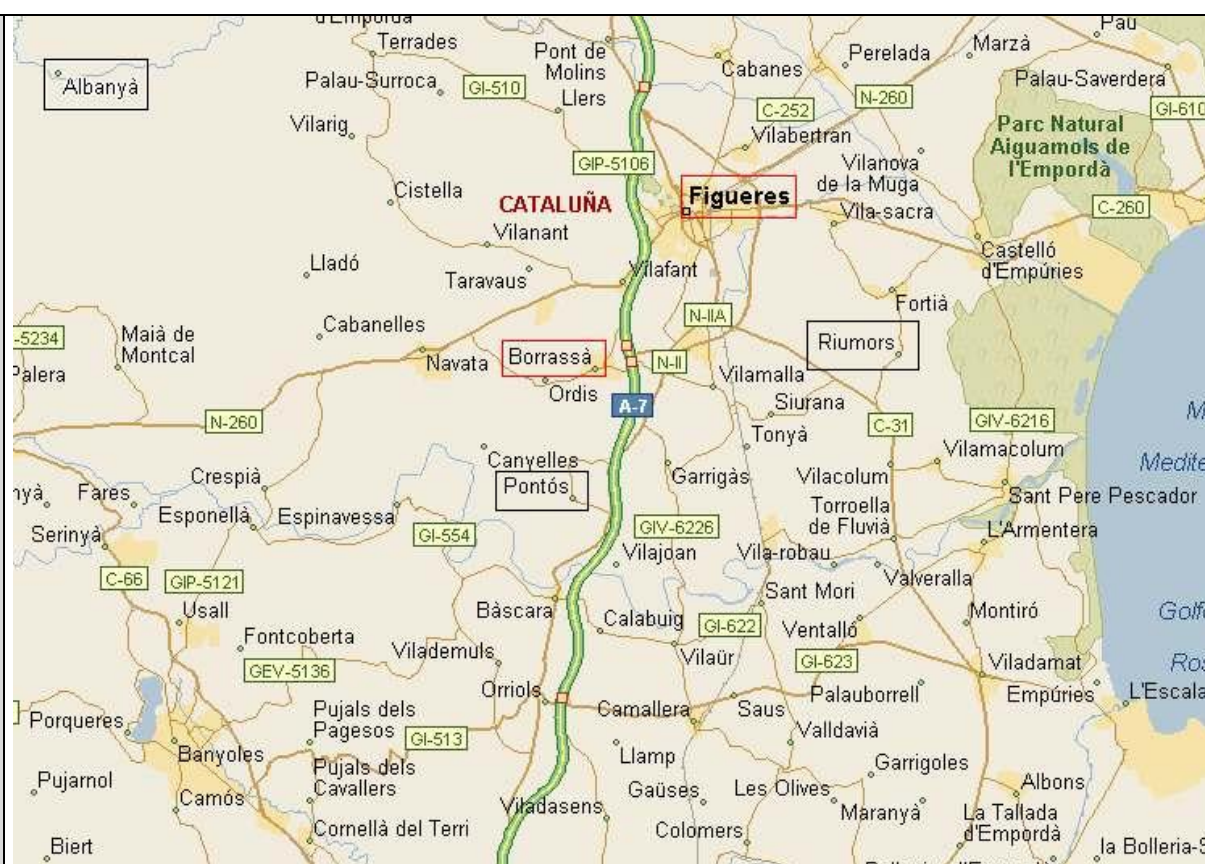 d'Empordà
Terrades
Pont de
Molins
Cabanes
Perelada
Marzà
Pau
Albanyà
Palau-Surroca
GI-510
Llers
N-260
Palau-Saverdera
GI-610
C-252
Vilarig
Vilabertran
Parc Natural
Aiguamols de
l'Empordà
GIP-5106
Vilanova
de la Muga
Cistella
CATALUÑA
Figueres
Vila-sacra
C-260
Vilanant
Lladó
Taravaus
Vilafant
Castelló
d'Empúries
Fortià
N-IIA
-5234
Maià de
Montcal
Cabanelles
Riumors
Palera
Navata
Borrassà
N-II
Vilamalla
Ordis
A-7
Siurana
N-260
C-31
GIV-6216
M
Tonyà
Vilamacolum
Canyelles
Medite
Crespià
Garrigàs
Vilacolum
Pontós
nyà
Fares
Sant Pere Pescador
Esponellà
Espinavessa
Torroella
de Fluvià
Serinyà
GI-554
GIV-6226
L'Armentera
Vilajoan
Vila-robau
C-66
GIP-5121
Valveralla
Sant Mori
Usall
Bàscara
Calabuig
GI-622
Ventalló
Montiró
Golfo
Fontcoberta
Vilademuls
Vilaür
GI-623
Viladamat
Ros
GEV-5136
Orriols
Palauborrell
Empúries
L'Escala
Porqueres
Pujals dels
Pagesos
GI-513
Camallera
Saus
Valldavià
Banyoles
Llamp
Garrigoles
Pujarnol
Pujals dels
Cavallers
Gaüses
Les Olives
Albons
Camós
Viladasens
Maranyà
La Tallada
d'Empordà
Cornellà del Terri
Colomers
Biert
la Bolleria-S